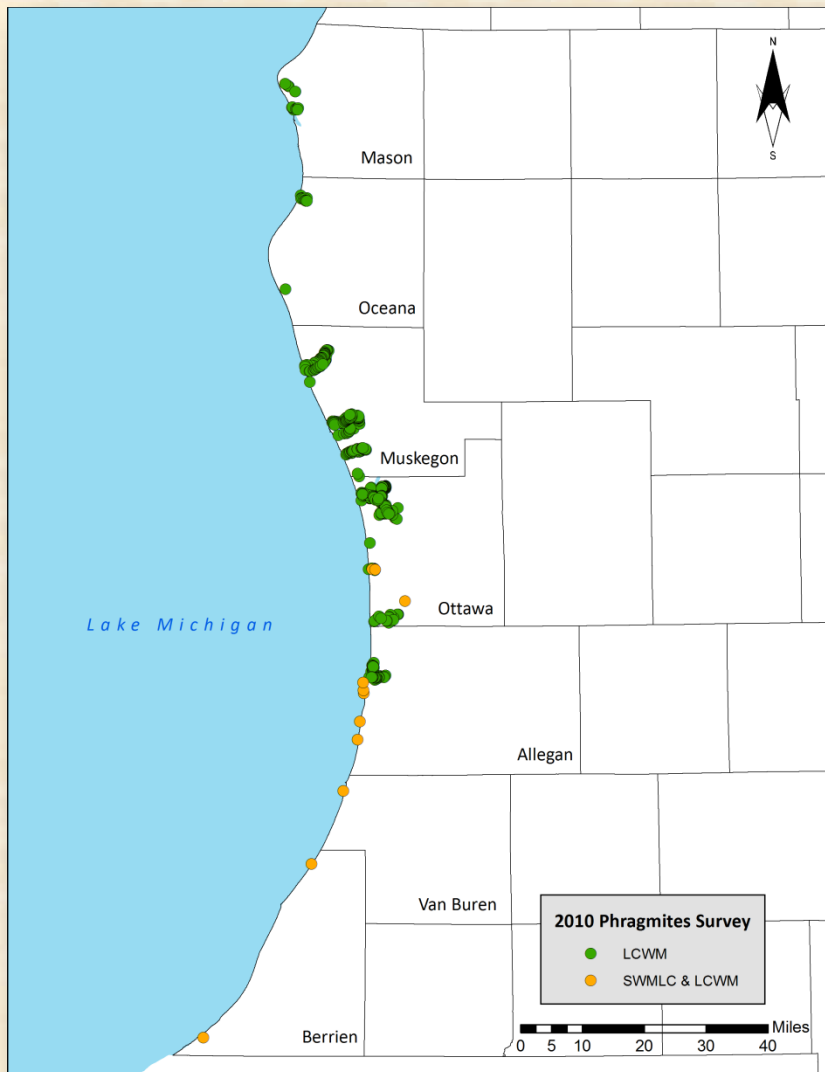 N
S
Mason
Oceana
Muskegon
Lake Michigan
Ottawa
Allegan
Van Buren
2010 Phragmites Survey
LCWM
SWMLC & LCWM
Berrien
Miles
0 5 10 20 30 40